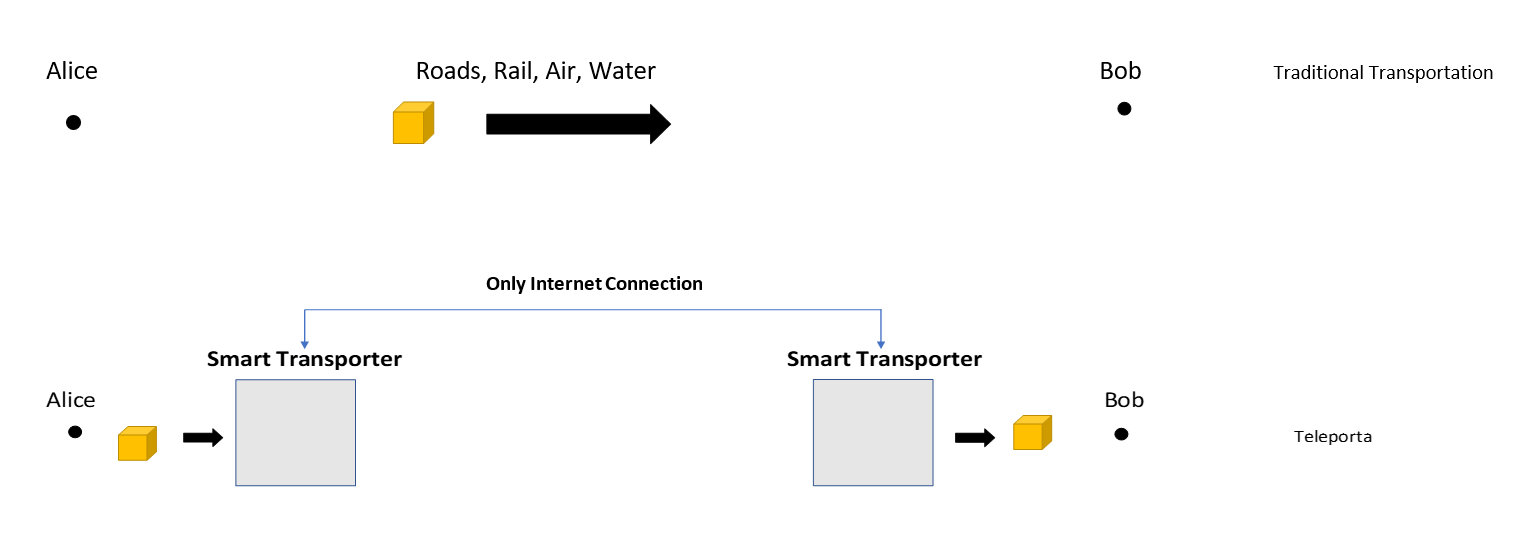 Alice
Roads, Rail, Air, Water
Bob
Traditional Transportation
Only Internet Connection
Smart Transporter
Smart Transporter
Alice
Bob
Teleporta